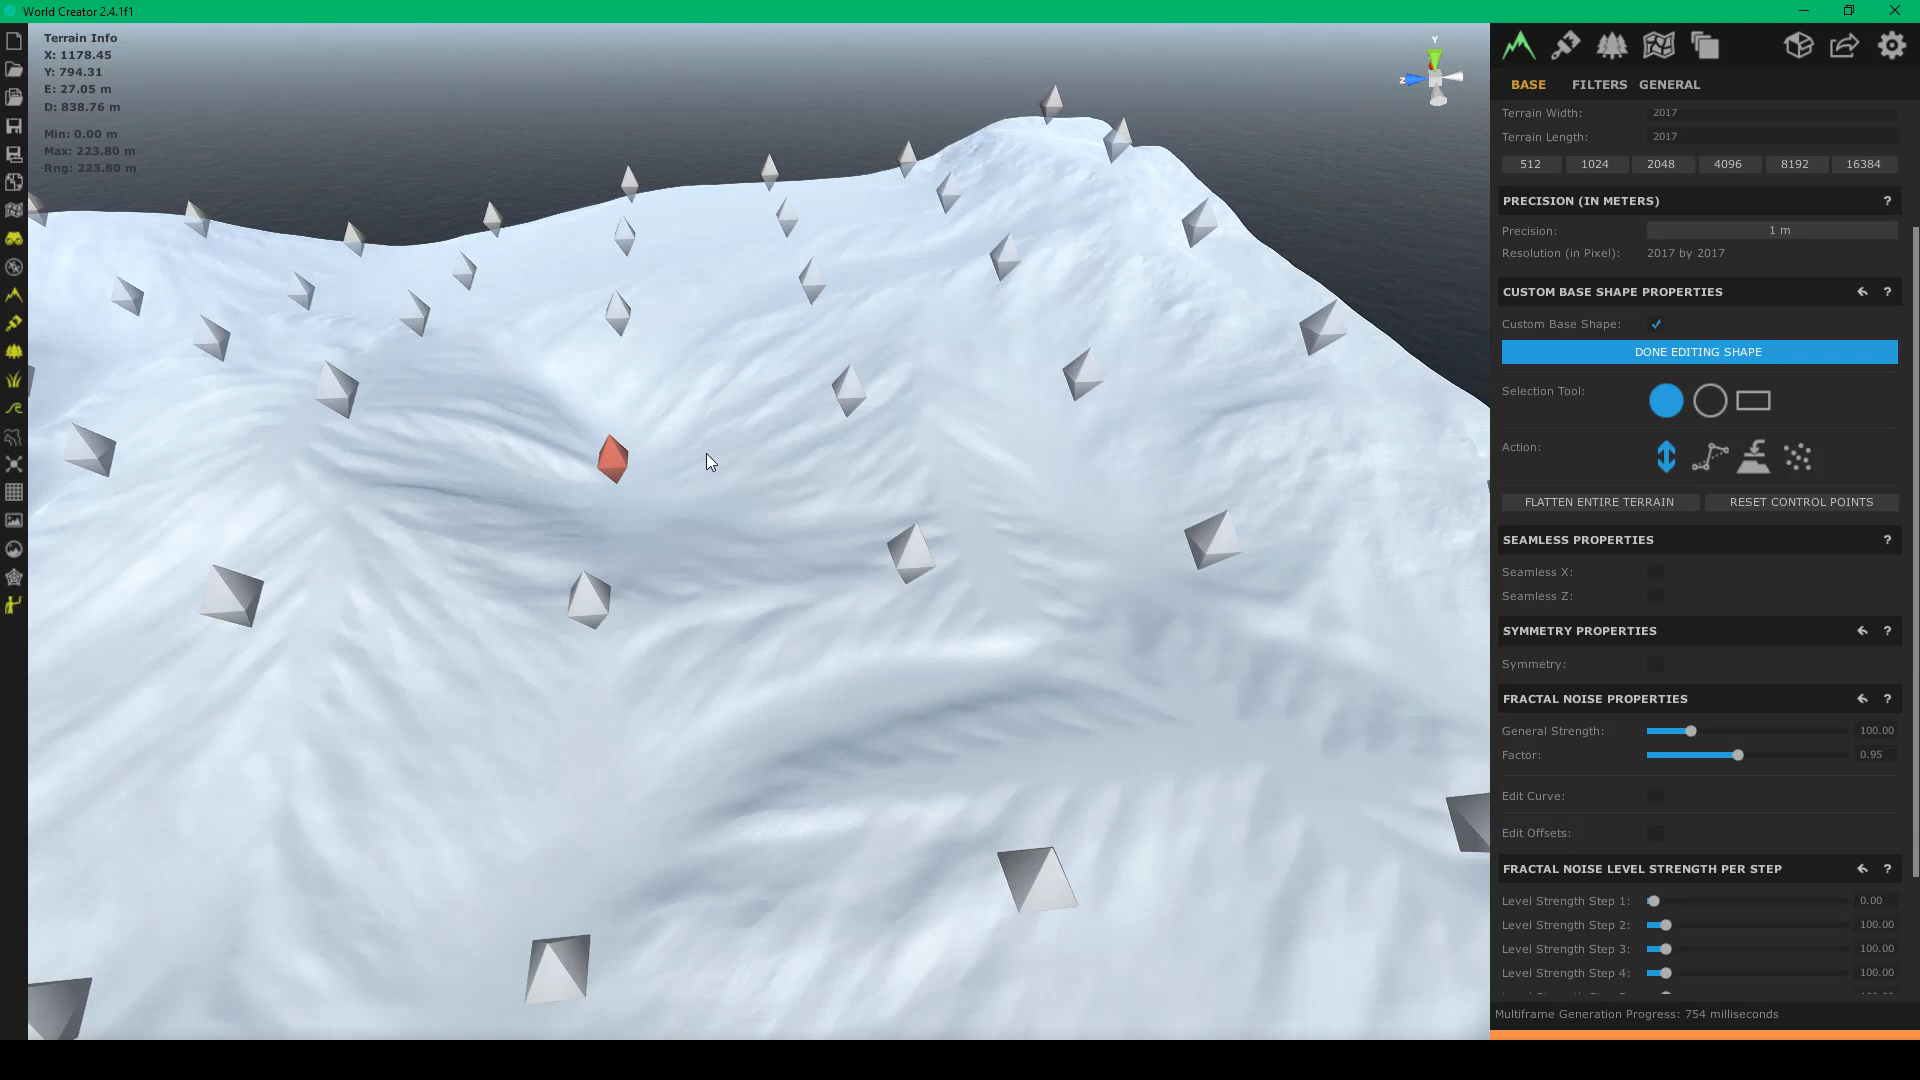 World Creator 2.4.1f1
Terrain Info
X: 1178.45
Y: 794.31
E: 27.05 m
D: 838.76 m
Min: 0.00 m
Max: 223.80 m
Rng: 223.80 m
Y
Z
BASE FILTERS GENERAL
Terrain Width: 2017
Terrain Length: 2017
512 1024 2048 4096 8192 16384
PRECISION (IN METERS) ?
Precision: 1 m
Resolution (in Pixel): 2017 by 2017
CUSTOM BASE SHAPE PROPERTIES ?
Custom Base Shape:
DONE EDITING SHAPE
Selection Tool:
Action:
FLATTEN ENTIRE TERRAIN RESET CONTROL POINTS
SEAMLESS PROPERTIES ?
Seamless X:
Seamless Z:
SYMMETRY PROPERTIES ?
Symmetry:
FRACTAL NOISE PROPERTIES ?
General Strength: 100.00
Factor: 0.95
Edit Curve:
Edit Offsets:
FRACTAL NOISE LEVEL STRENGTH PER STEP ?
Level Strength Step 1: 0.00
Level Strength Step 2: 100.00
Level Strength Step 3: 100.00
Level Strength Step 4: 100.00
Multiframe Generation Progress: 754 milliseconds